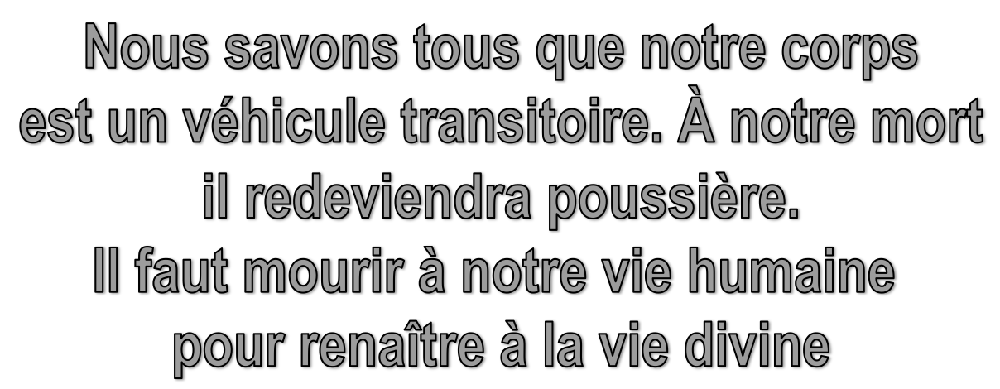 Nous savons tous que notre corps
est un véhicule transitoire. À notre mort
il redeviendra poussière.
Il faut mourir à notre vie humaine
pour renaître à la vie divine